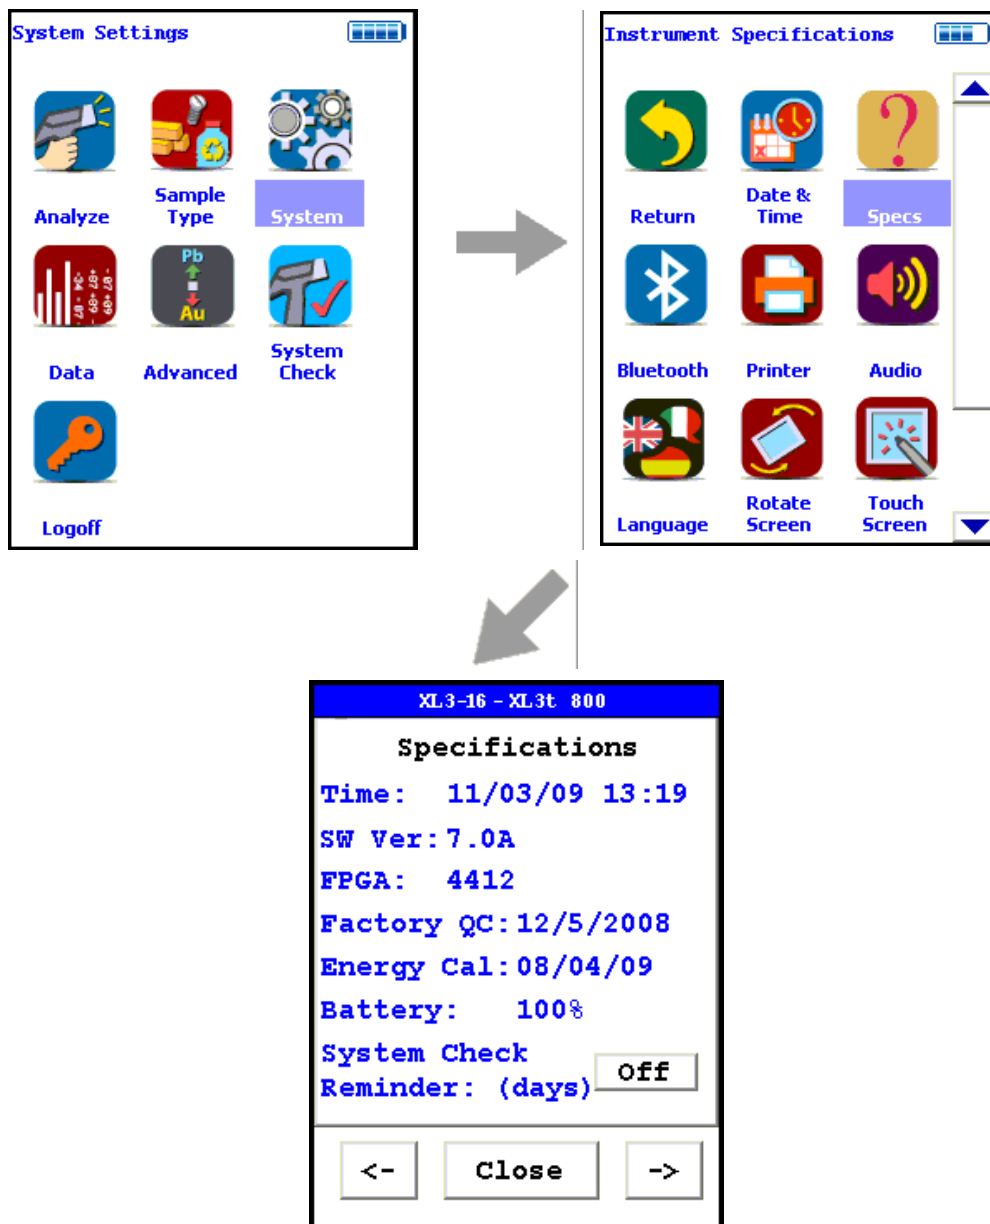 System Settings
Analyze
Sample
Type
System
Pb
Au
Data
Advanced
System
Check
Logoff
Instrument Specifications
Return
Date &
Time
Specs
Bluetooth
Printer
Audio
Language
Rotate
Screen
Touch
Screen
XL3-16 - XL3t 800
Specifications
Time: 11/03/09 13:19
SW Ver: 7.0A
FPGA: 4412
Factory QC: 12/5/2008
Energy Cal: 08/04/09
Battery: 100%
System Check
Reminder: (days) Off
<- Close ->